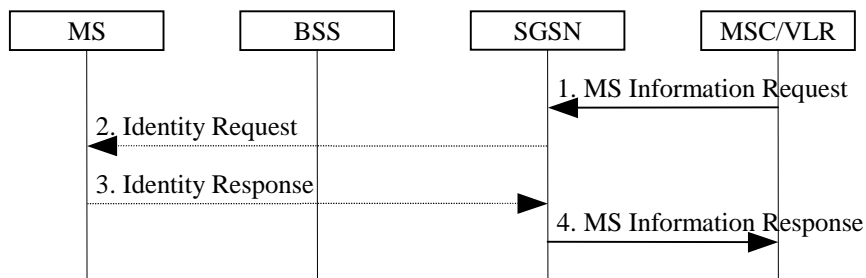 MS BSS SGSN MSC/VLR
1. MS Information Request
2. Identity Request
3. Identity Response
4. MS Information Response